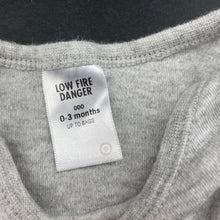 LOW FIRE
DANGER
000
0-3 months
UP TO 6KGS